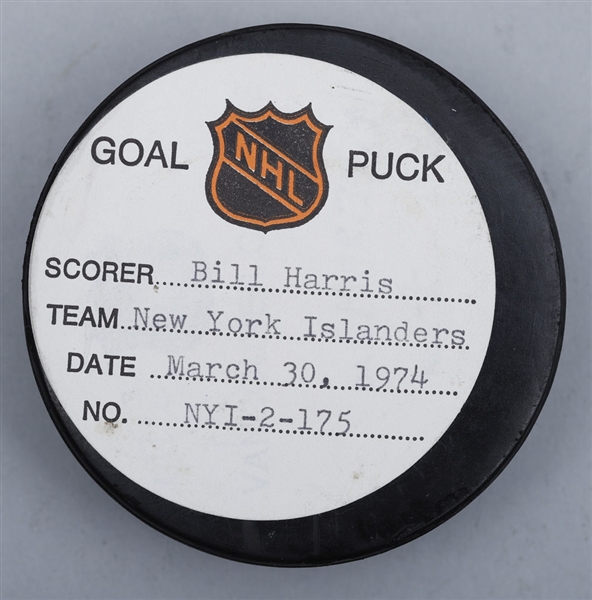 GOAL NHL PUCK
SCORER Bill Harris
TEAM New York Islanders
DATE March 30, 1974
NO. NYI-2-175